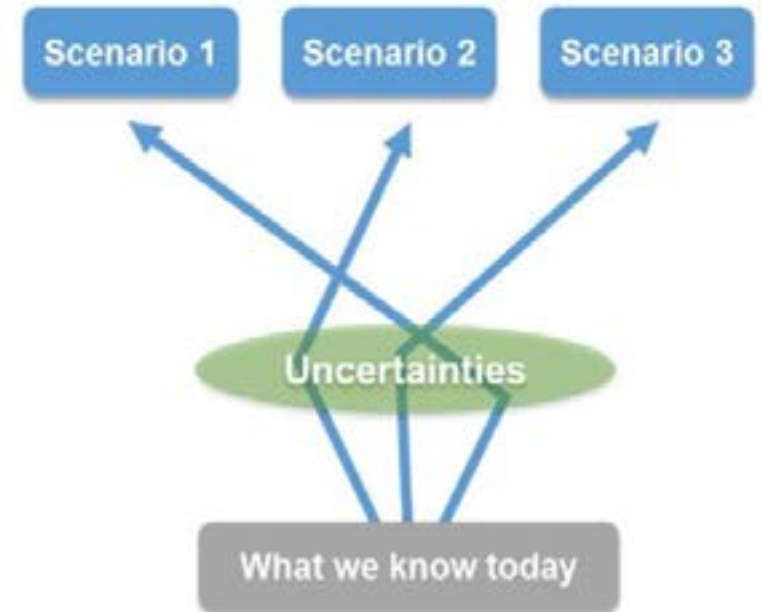 Scenario 1
Scenario 2
Scenario 3
Uncertainties
What we know today